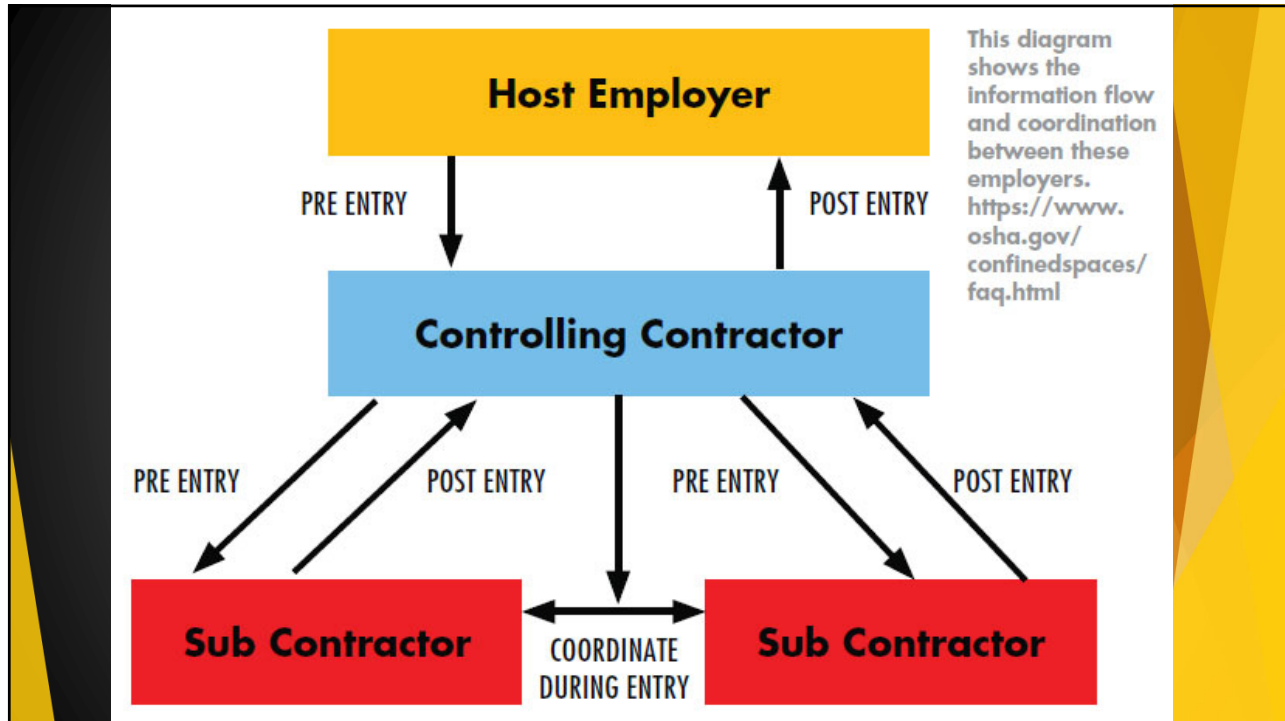 Host Employer
This diagram
shows the
information flow
and coordination
between these
employers.
https://www.
osha.gov/
confinedspaces/
faq.html
PRE ENTRY
POST ENTRY
Controlling Contractor
PRE ENTRY
POST ENTRY
PRE ENTRY
POST ENTRY
Sub Contractor
COORDINATE
DURING ENTRY
Sub Contractor